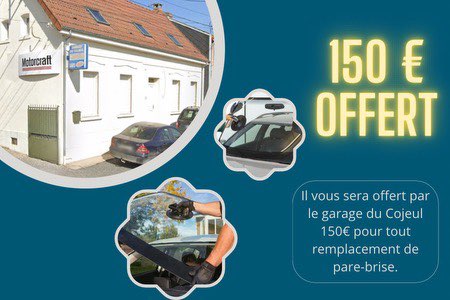 Motorcraft
150 €
OFFERT
Il vous sera offert par
le garage du Cojeul
150€ pour tout
remplacement de
pare-brise.